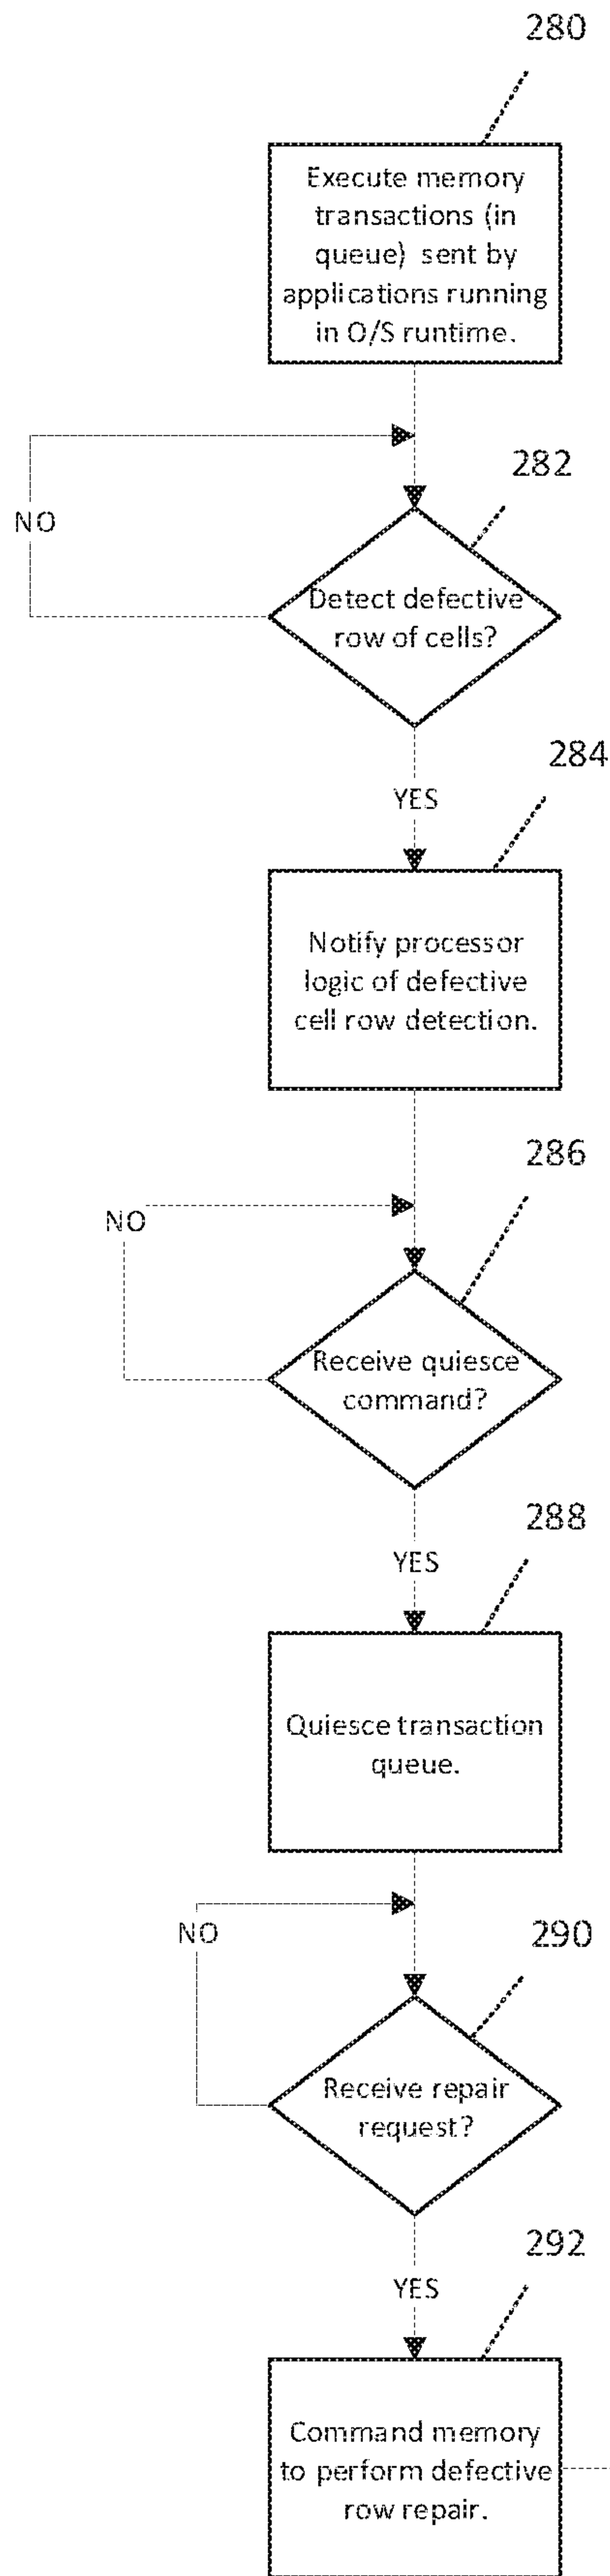 280
Execute memory
transactions (in
queue) sent by
applications running
in O/S runtime.
282
NO
Detect defective
row of cells?
284
YES
Notify processor
logic of defective
cell row detection.
286
NO
Receive quiesce
command?
288
YES
Quiesce transaction
queue.
290
NO
Receive repair
request?
292
YES
Command memory
to perform defective
row repair.